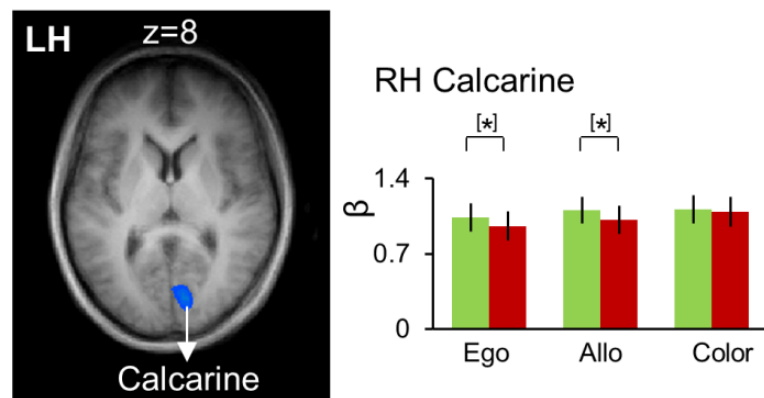 LH
z=8
Calcarine
RH Calcarine
[*] [*]
β
1.4
0.7
0
Ego Allo Color